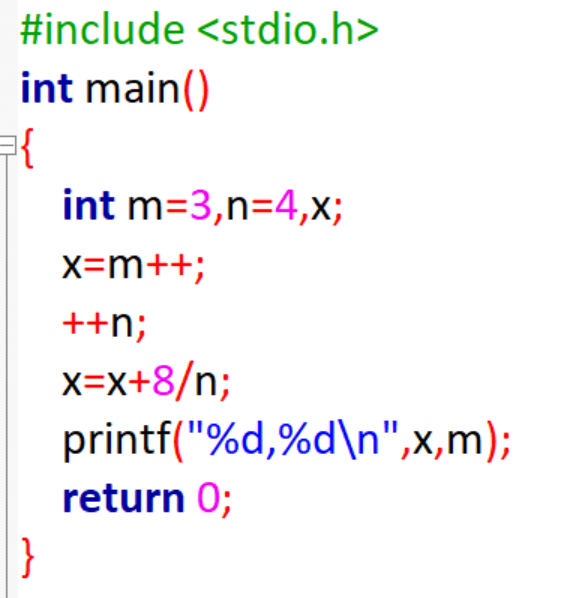 #include <stdio.h>
int main()
{
int m=3,n=4,x;
x=m++;
++n;
x=x+8/n;
printf("%d,%d\n",x,m);
return 0;
}